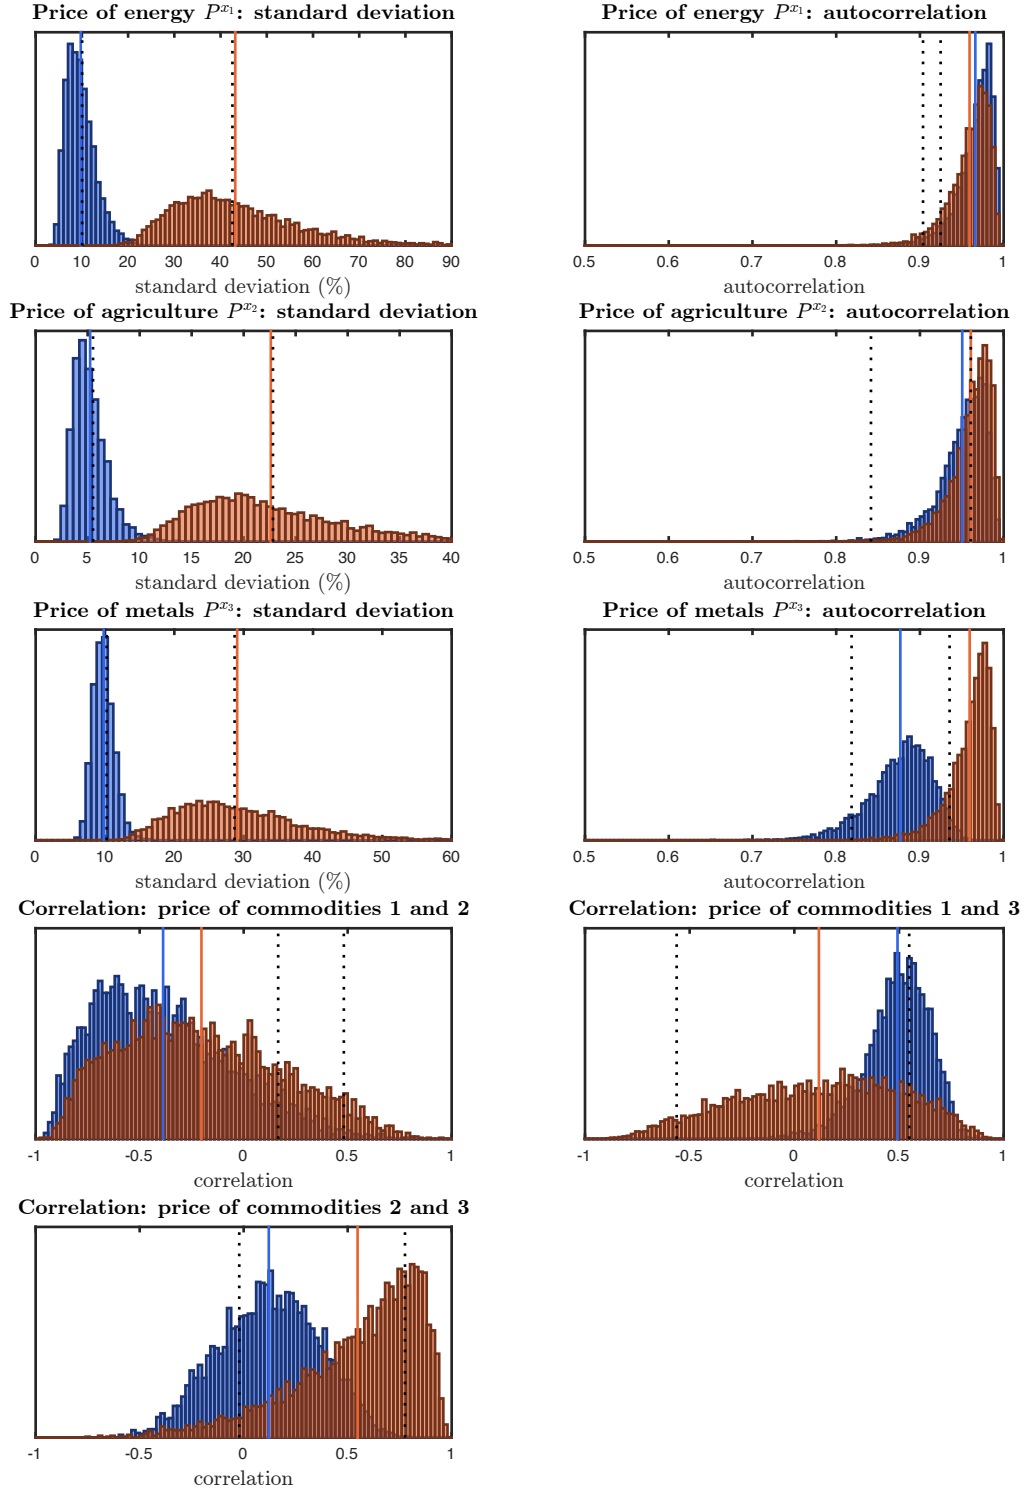 Price of energy P^{x_1}: standard deviation
0 10 20 30 40 50 60 70 80 90
standard deviation (%)
Price of energy P^{x_1}: autocorrelation
0.5 0.6 0.7 0.8 0.9 1
autocorrelation
Price of agriculture P^{x_2}: standard deviation
0 5 10 15 20 25 30 35 40
standard deviation (%)
Price of agriculture P^{x_2}: autocorrelation
0.5 0.6 0.7 0.8 0.9 1
autocorrelation
Price of metals P^{x_3}: standard deviation
0 10 20 30 40 50 60
standard deviation (%)
Price of metals P^{x_3}: autocorrelation
0.5 0.6 0.7 0.8 0.9 1
autocorrelation
Correlation: price of commodities 1 and 2
-1 -0.5 0 0.5 1
correlation
Correlation: price of commodities 1 and 3
-1 -0.5 0 0.5 1
correlation
Correlation: price of commodities 2 and 3
-1 -0.5 0 0.5 1
correlation